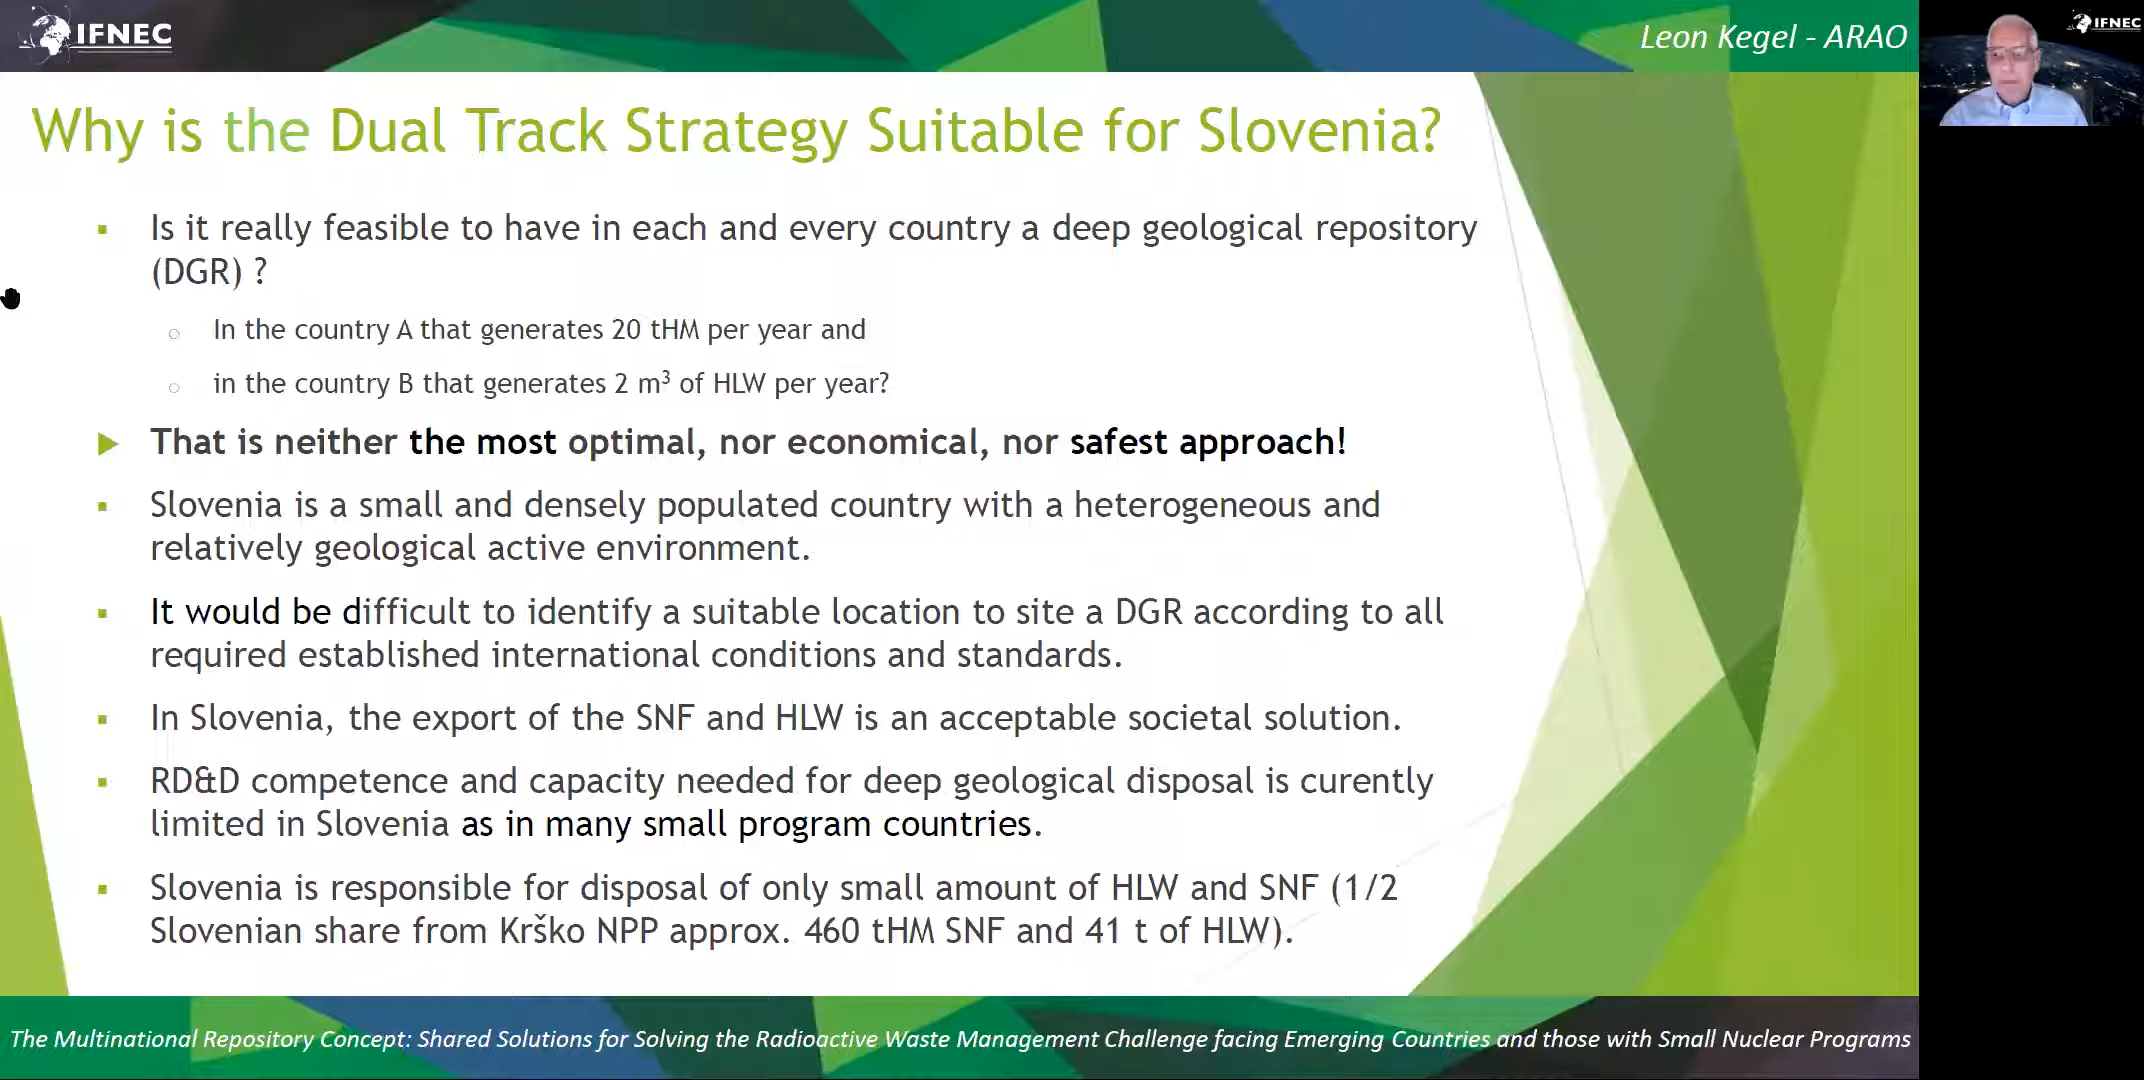 IFNEC
Leon Kegel - ARAO
IFNEC
Why is the Dual Track Strategy Suitable for Slovenia?
Is it really feasible to have in each and every country a deep geological repository
(DGR) ?
In the country A that generates 20 tHM per year and
in the country B that generates 2 m³ of HLW per year?
That is neither the most optimal, nor economical, nor safest approach!
Slovenia is a small and densely populated country with a heterogeneous and
relatively geological active environment.
It would be difficult to identify a suitable location to site a DGR according to all
required established international conditions and standards.
In Slovenia, the export of the SNF and HLW is an acceptable societal solution.
RD&D competence and capacity needed for deep geological disposal is curently
limited in Slovenia as in many small program countries.
Slovenia is responsible for disposal of only small amount of HLW and SNF (1/2
Slovenian share from Krško NPP approx. 460 tHM SNF and 41 t of HLW).
The Multinational Repository Concept: Shared Solutions for Solving the Radioactive Waste Management Challenge facing Emerging Countries and those with Small Nuclear Programs